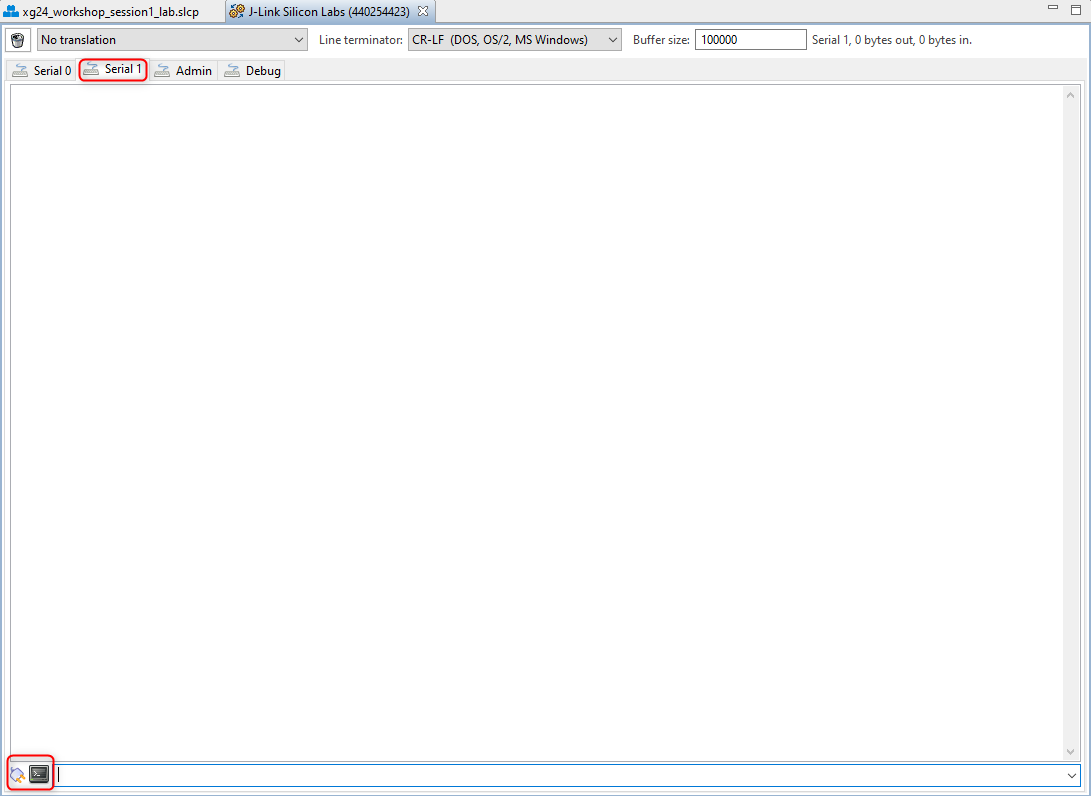 xg24_workshop_session1_lab.slcp J-Link Silicon Labs (440254423)
No translation Line terminator: CR-LF (DOS, OS/2, MS Windows) Buffer size: 100000 Serial 1, 0 bytes out, 0 bytes in.
Serial 0 Serial 1 Admin Debug